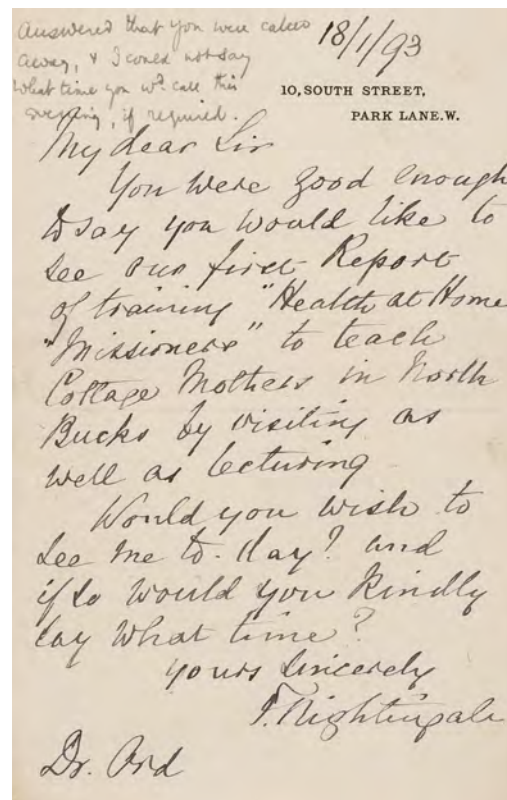 Answered that you were called
away, & I could not say
what time you wd. call this
evening, if required.
18/1/93
10, SOUTH STREET,
PARK LANE. W.
My dear Sir
You were good enough
to say you would like to
see our first Report
of training "Health at Home
"Missioners" to teach
Cottage Mothers in North
Bucks by visiting as
well as lecturing
Would you wish to
see me to-day? and
if so would you kindly
say what time?
yours sincerely
F. Nightingale
Dr. Ord